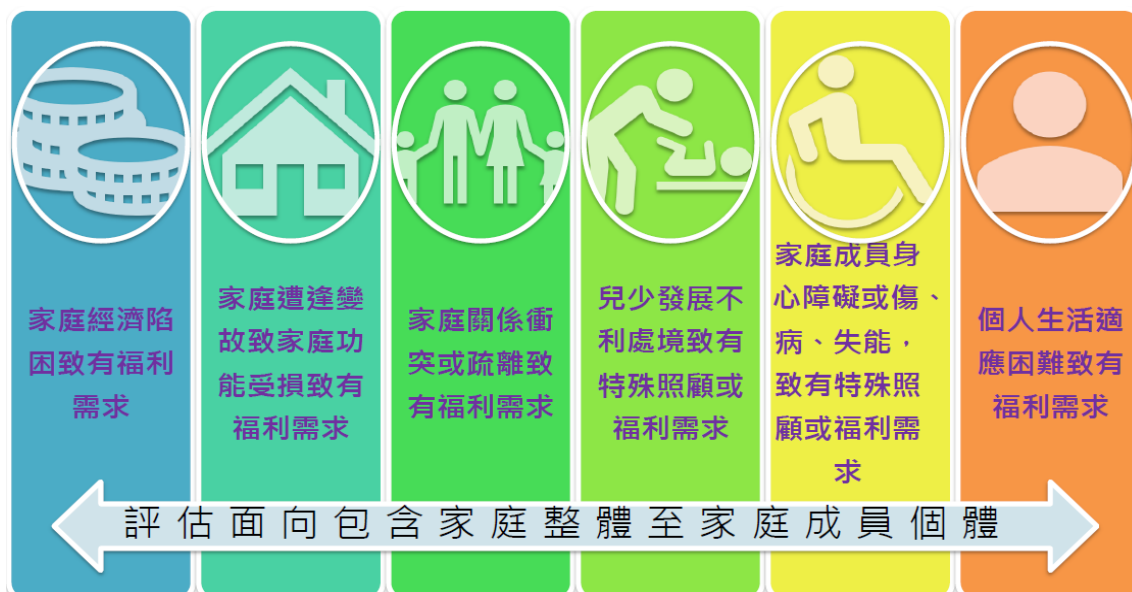 家庭經濟陷
困致有福利
需求
家庭遭逢變
故致家庭功
能受損致有
福利需求
家庭關係衝
突或疏離致
有福利需求
兒少發展不
利處境致有
特殊照顧或
福利需求
家庭成員身
心障礙或傷、
病、失能，
致有特殊照
顧或福利需
求
個人生活適
應困難致有
福利需求
評估面向包含家庭整體至家庭成員個體